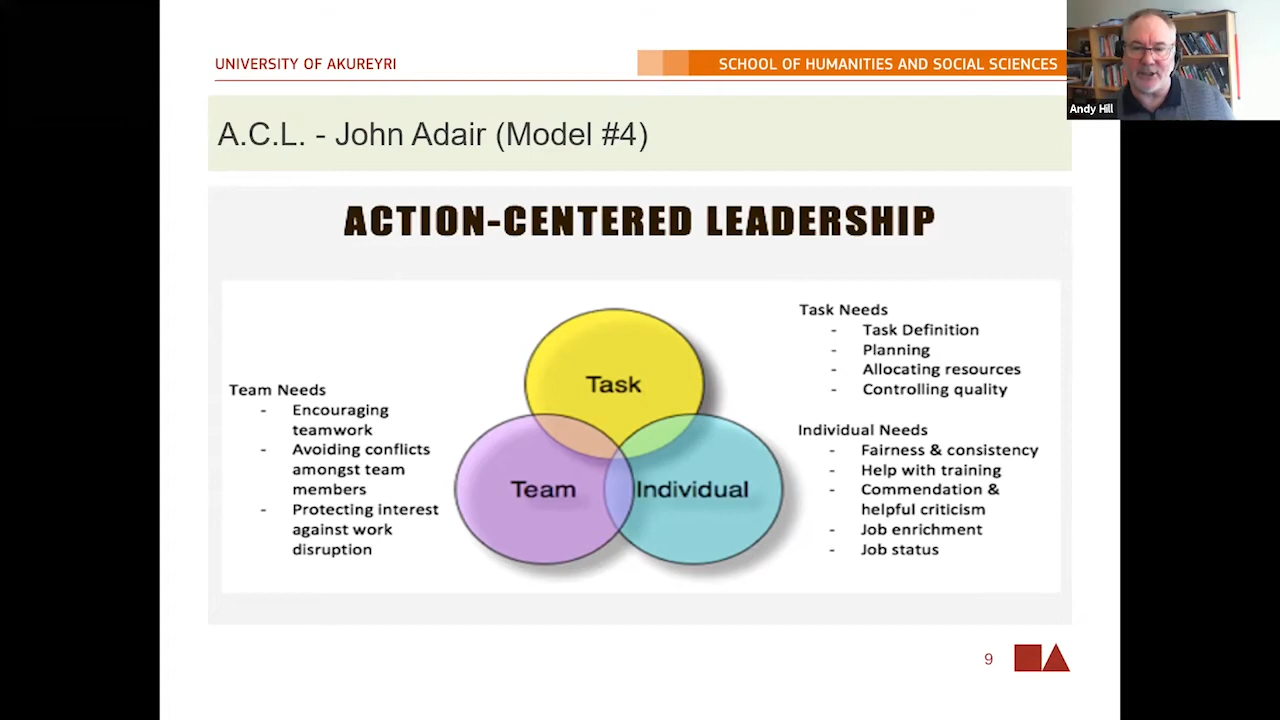 UNIVERSITY OF AKUREYRI
SCHOOL OF HUMANITIES AND SOCIAL SCIENCES
Andy Hill
A.C.L. - John Adair (Model #4)
ACTION-CENTERED LEADERSHIP
Team Needs
- Encouraging
teamwork
- Avoiding conflicts
amongst team
members
- Protecting interest
against work
disruption
Task
Team
Individual
Task Needs
- Task Definition
- Planning
- Allocating resources
- Controlling quality
Individual Needs
- Fairness & consistency
- Help with training
- Commendation &
helpful criticism
- Job enrichment
- Job status
9